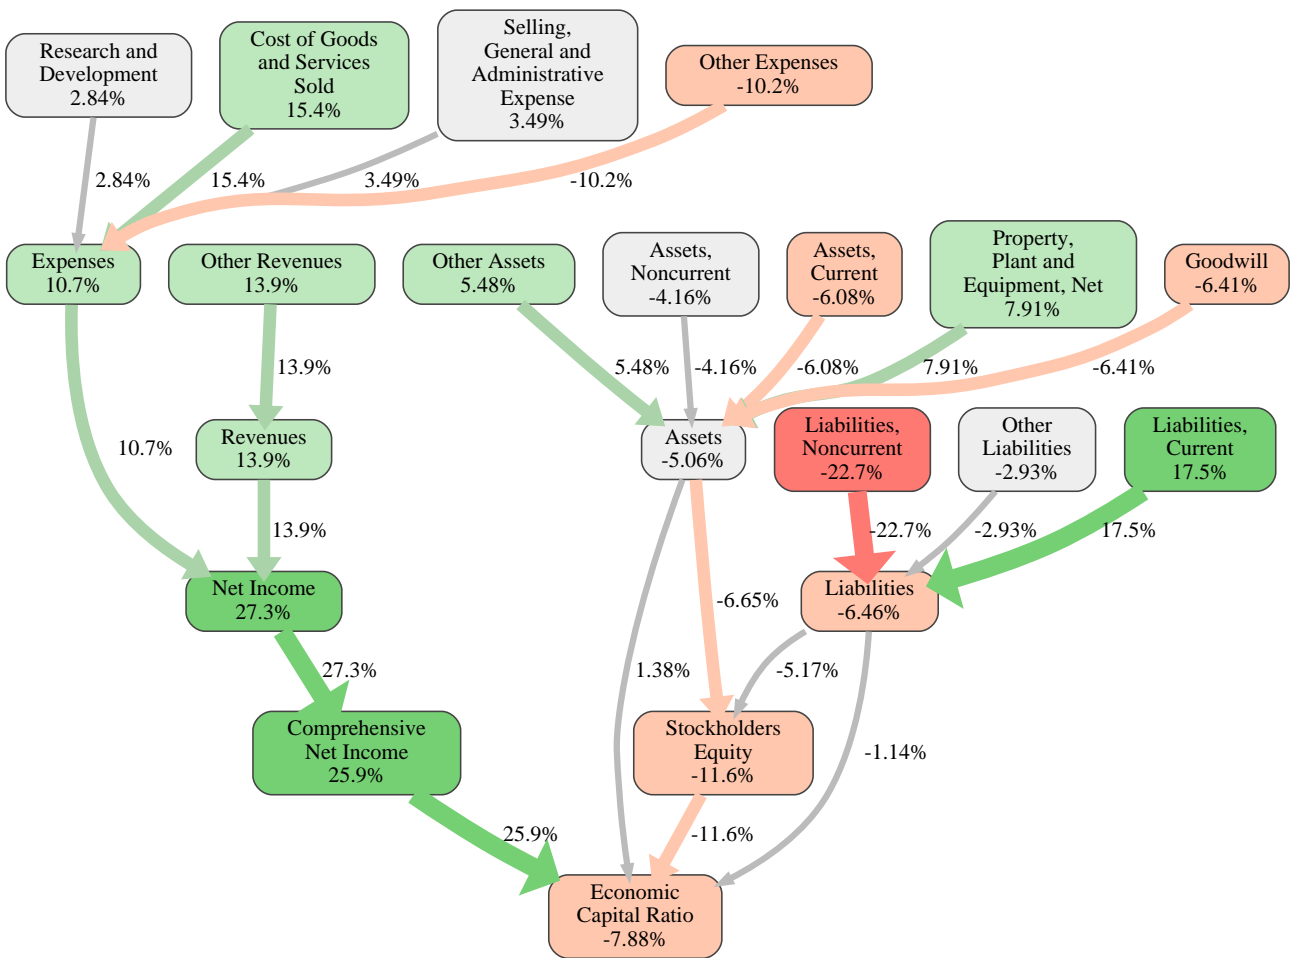 Research and
Development
2.84%
Cost of Goods
and Services
Sold
15.4%
Selling,
General and
Administrative
Expense
3.49%
Other Expenses
-10.2%
2.84%
15.4%
3.49%
-10.2%
Expenses
10.7%
Other Revenues
13.9%
Other Assets
5.48%
Assets,
Noncurrent
-4.16%
Assets,
Current
-6.08%
Property,
Plant and
Equipment, Net
7.91%
Goodwill
-6.41%
13.9%
5.48%
-4.16%
-6.08%
7.91%
-6.41%
10.7%
Revenues
13.9%
Assets
-5.06%
Liabilities,
Noncurrent
-22.7%
Other
Liabilities
-2.93%
Liabilities,
Current
17.5%
13.9%
-22.7%
-2.93%
17.5%
Net Income
27.3%
-6.65%
Liabilities
-6.46%
27.3%
1.38%
-5.17%
Comprehensive
Net Income
25.9%
Stockholders
Equity
-11.6%
-1.14%
25.9%
-11.6%
Economic
Capital Ratio
-7.88%